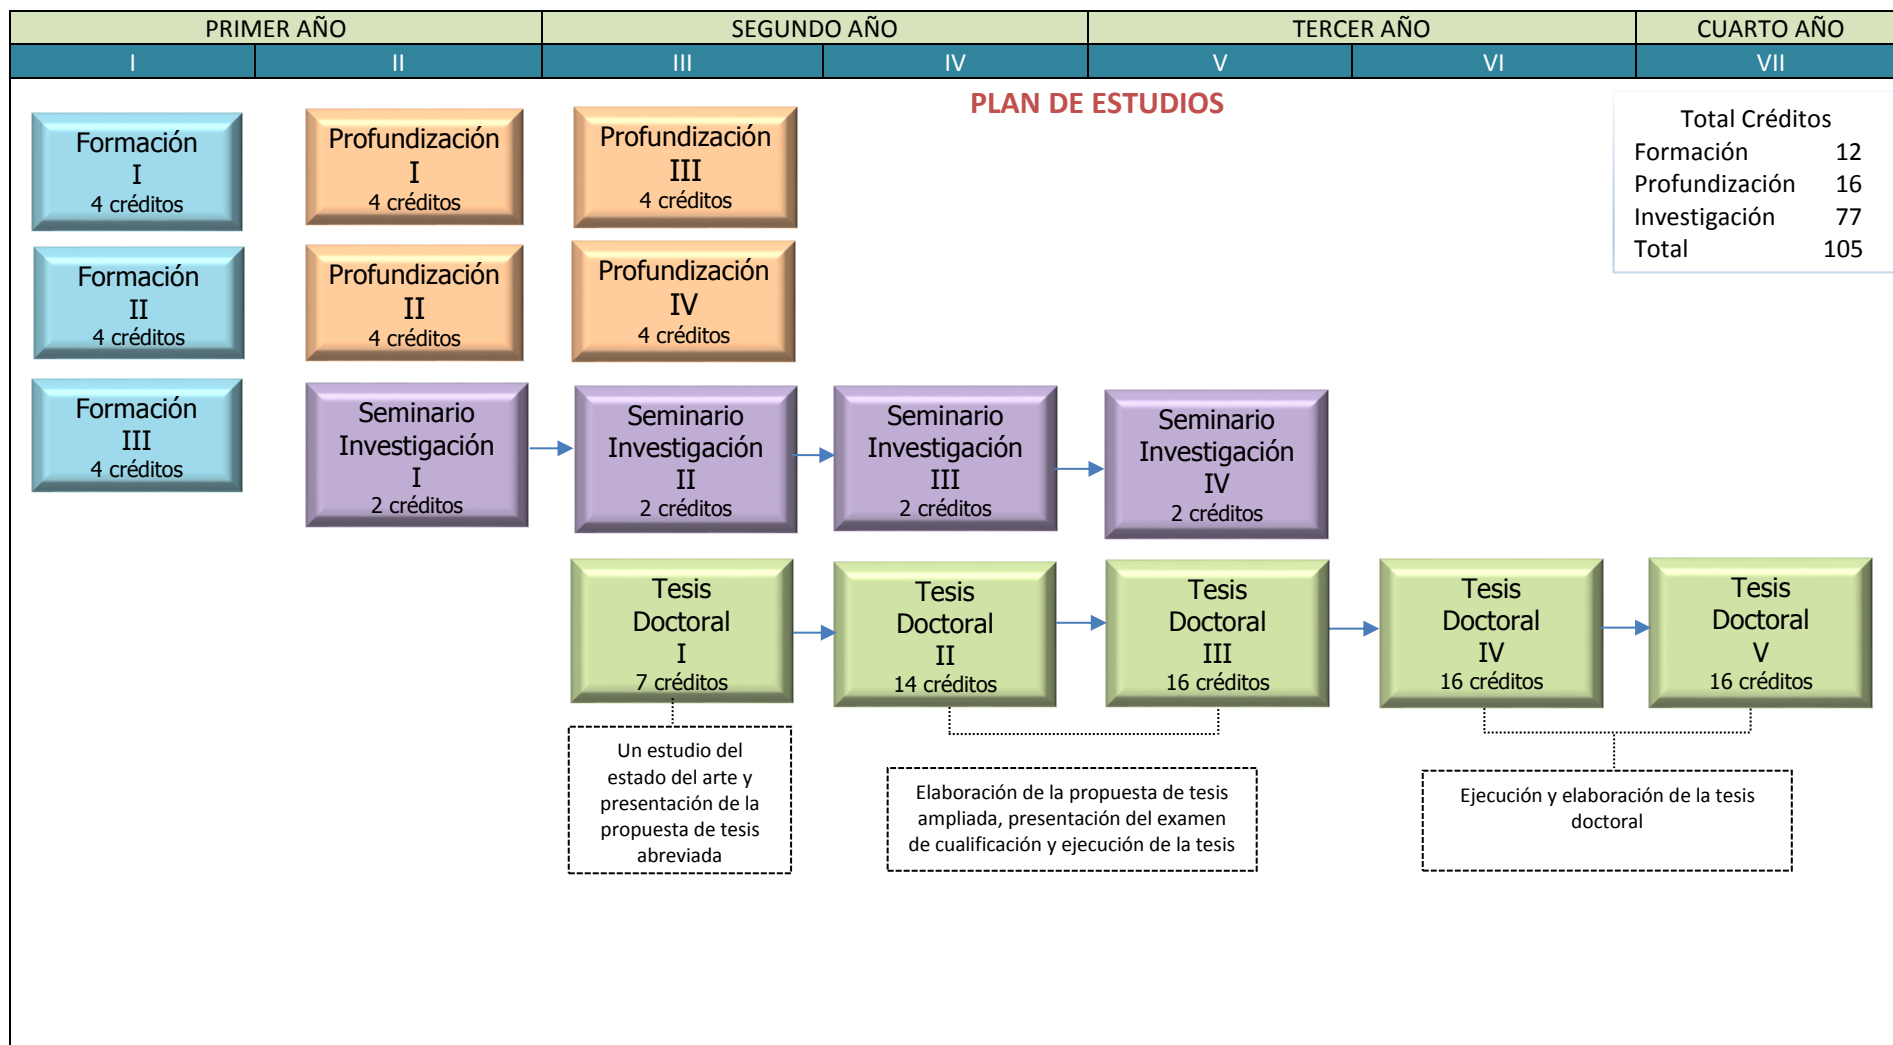 PRIMER AÑO
SEGUNDO AÑO
TERCER AÑO
CUARTO AÑO
I
II
III
IV
V
VI
VII
PLAN DE ESTUDIOS
Total Créditos
Formación 12
Profundización 16
Investigación 77
Total 105
Formación
I
4 créditos
Profundización
I
4 créditos
Profundización
III
4 créditos
Formación
II
4 créditos
Profundización
II
4 créditos
Profundización
IV
4 créditos
Formación
III
4 créditos
Seminario
Investigación
I
2 créditos
Seminario
Investigación
II
2 créditos
Seminario
Investigación
III
2 créditos
Seminario
Investigación
IV
2 créditos
Tesis
Doctoral
I
7 créditos
Tesis
Doctoral
II
14 créditos
Tesis
Doctoral
III
16 créditos
Tesis
Doctoral
IV
16 créditos
Tesis
Doctoral
V
16 créditos
Un estudio del
estado del arte y
presentación de la
propuesta de tesis
abreviada
Elaboración de la propuesta de tesis
ampliada, presentación del examen
de cualificación y ejecución de la tesis
Ejecución y elaboración de la tesis
doctoral